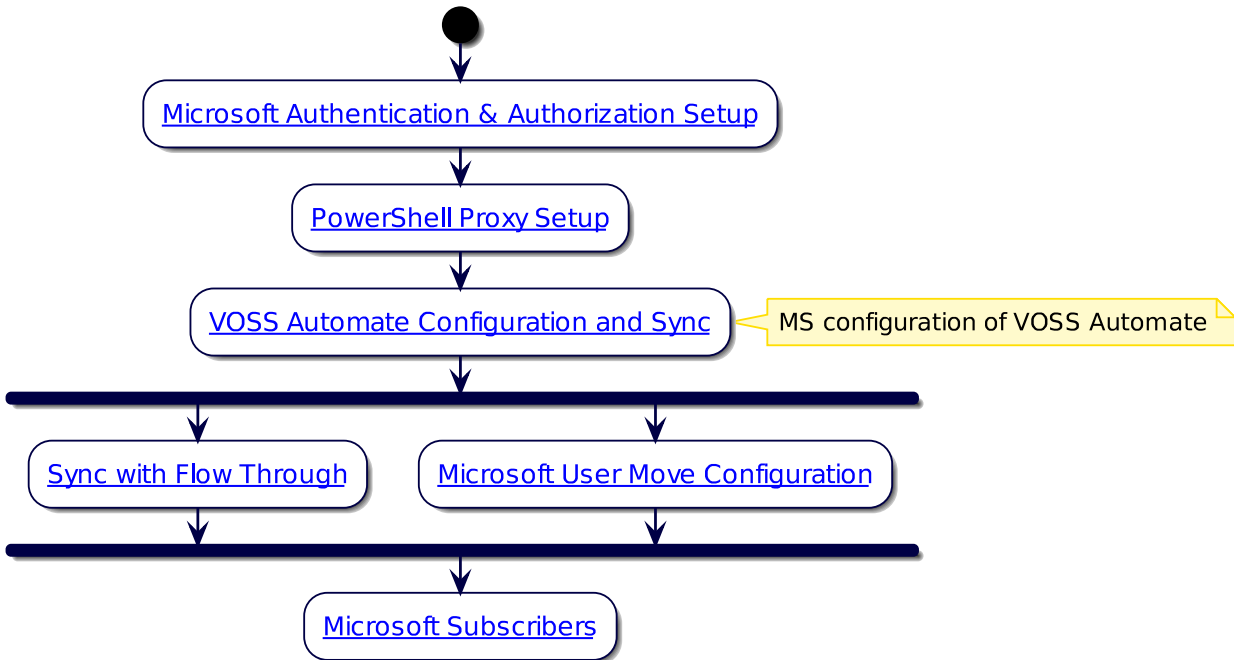 Microsoft Authentication & Authorization Setup
PowerShell Proxy Setup
VOSS Automate Configuration and Sync
MS configuration of VOSS Automate
Sync with Flow Through
Microsoft User Move Configuration
Microsoft Subscribers